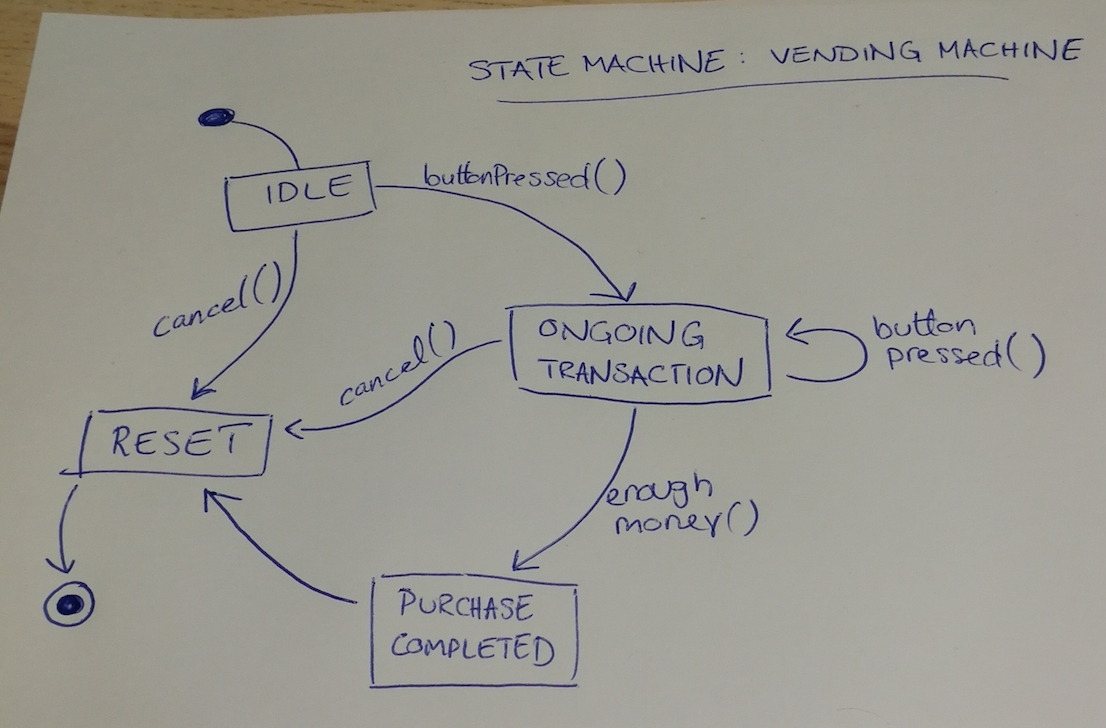 STATE MACHINE: VENDING MACHINE
IDLE
buttonPressed()
cancel()
ONGOING
TRANSACTION
button
pressed()
cancel()
RESET
enough
money()
PURCHASE
COMPLETED